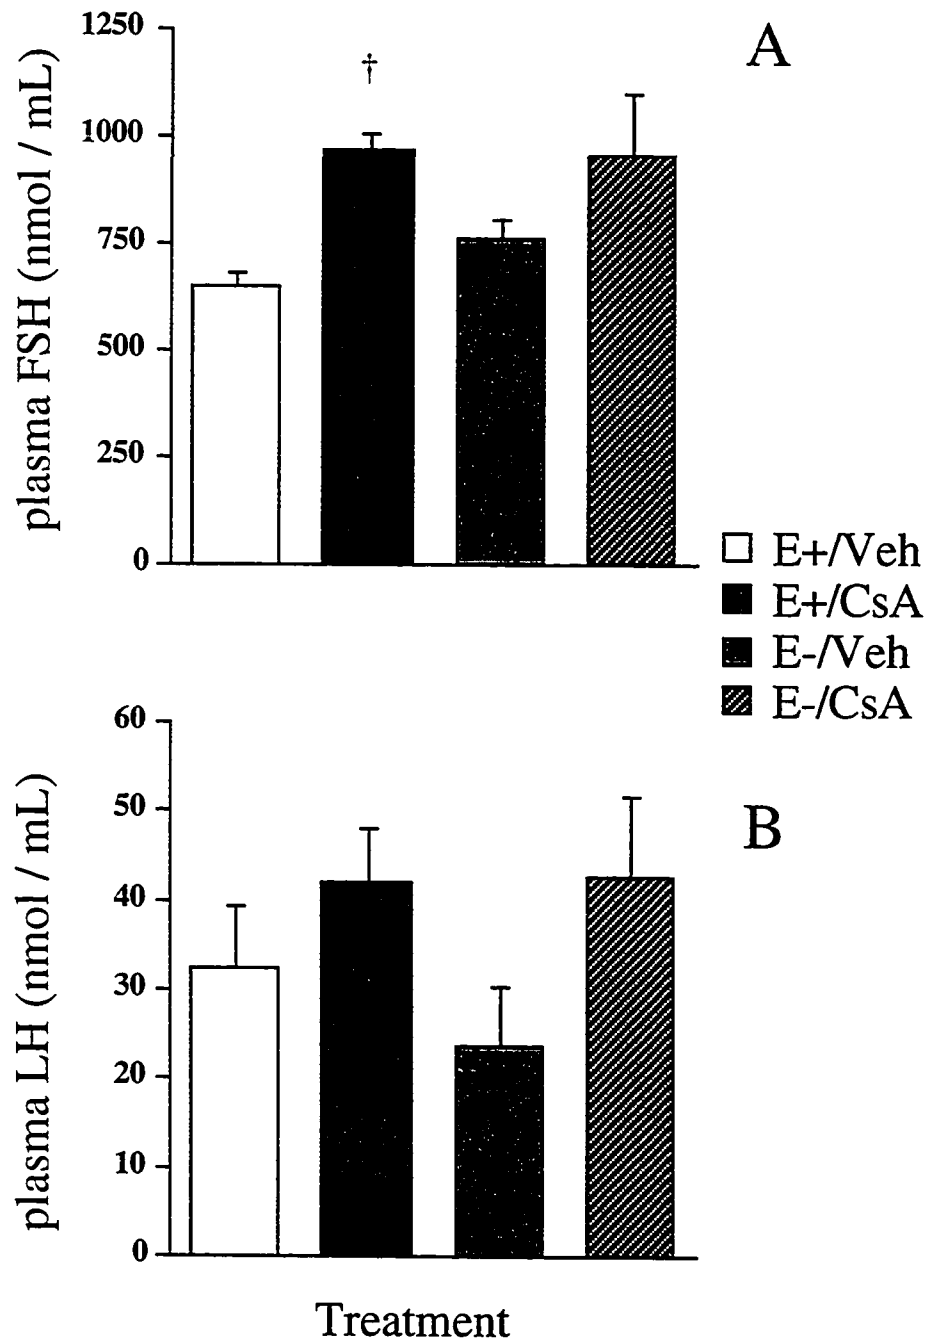 A
plasma FSH (nmol / mL)
1250
†
1000
750
500
250
0
E+/Veh
E+/CsA
E-/Veh
E-/CsA
B
plasma LH (nmol / mL)
60
50
40
30
20
10
0
Treatment